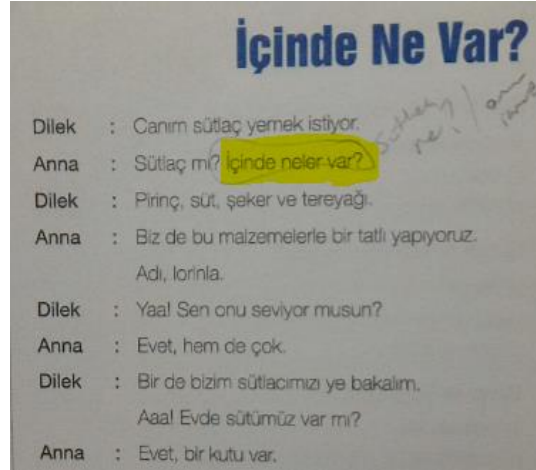 İçinde Ne Var?
Dilek : Canım sütlaç yemek istiyor.
Anna : Sütlaç mı? İçinde neler var?
Dilek : Pirinç, süt, şeker ve tereyağı.
Anna : Biz de bu malzemelerle bir tatlı yapıyoruz.
Adı, lorinla.
Dilek : Yaa! Sen onu seviyor musun?
Anna : Evet, hem de çok.
Dilek : Bir de bizim sütlacımızı ye bakalım.
Aaa! Evde sütümüz var mı?
Anna : Evet, bir kutu var.